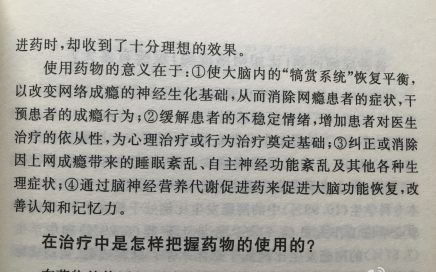 进药时,却收到了十分理想的效果。
使用药物的意义在于:①使大脑内的“犒赏系统”恢复平衡,
以改变网络成瘾的神经生化基础,从而消除网瘾患者的症状,干
预患者的成瘾行为;②缓解患者的不稳定情绪,增加患者对医生
治疗的依从性,为心理治疗或行为治疗奠定基础;③纠正或消除
因上网成瘾带来的睡眠紊乱、自主神经功能紊乱及其他各种生
理症状;④通过脑神经营养代谢促进药来促进大脑功能恢复,改
善认知和记忆力。
在治疗中是怎样把握药物的使用的?